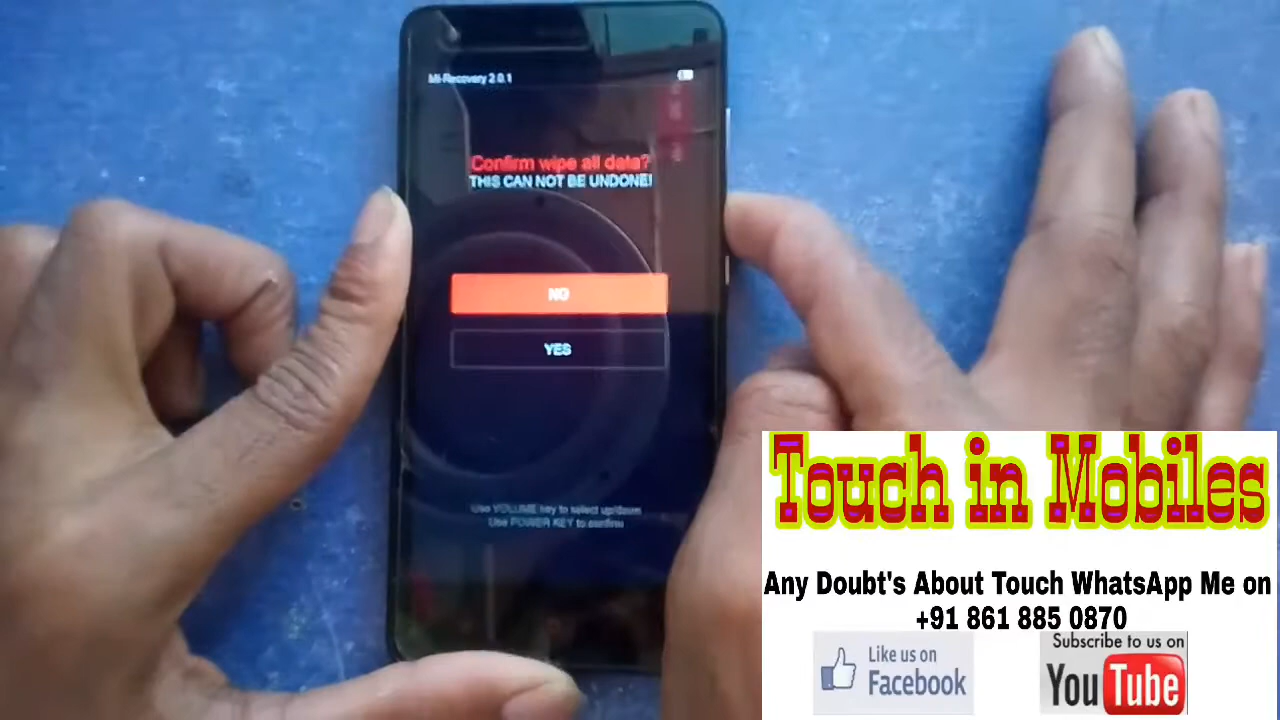 Mi-Recovery 2.0.1
Confirm wipe all data?
THIS CAN NOT BE UNDONE!
NO
YES
Use VOLUME key to select up/down
Use POWER KEY to confirm
Touch in Mobiles
Any Doubt's About Touch WhatsApp Me on
+91 861 885 0870
Like us on
Facebook
Subscribe to us on
YouTube